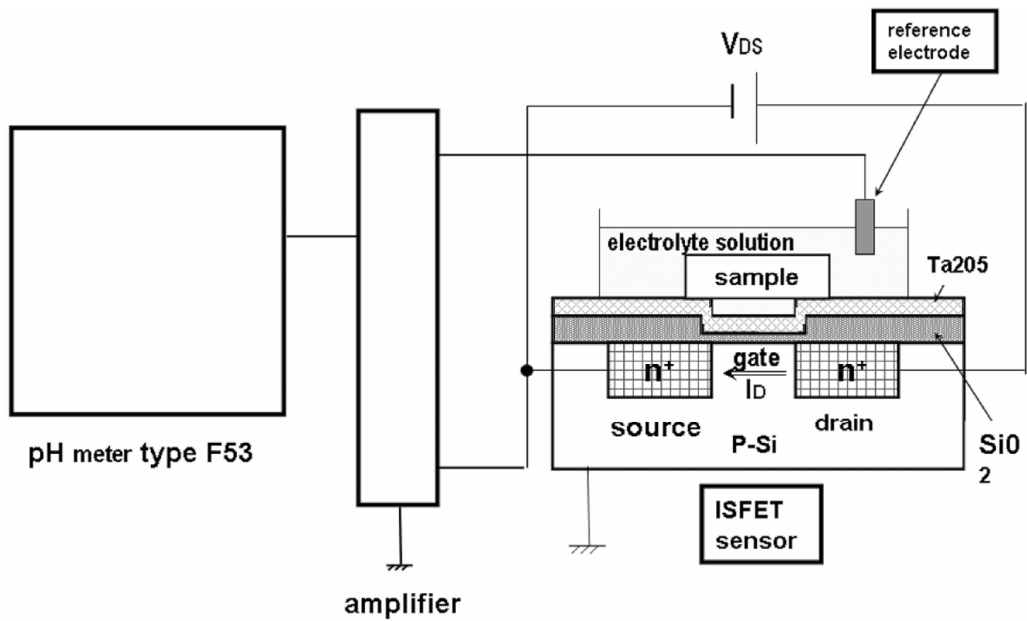 reference
electrode
VDS
electrolyte solution
sample
Ta205
n+
gate
ID
n+
source
drain
P-Si
Si0
2
pH meter type F53
ISFET
sensor
amplifier